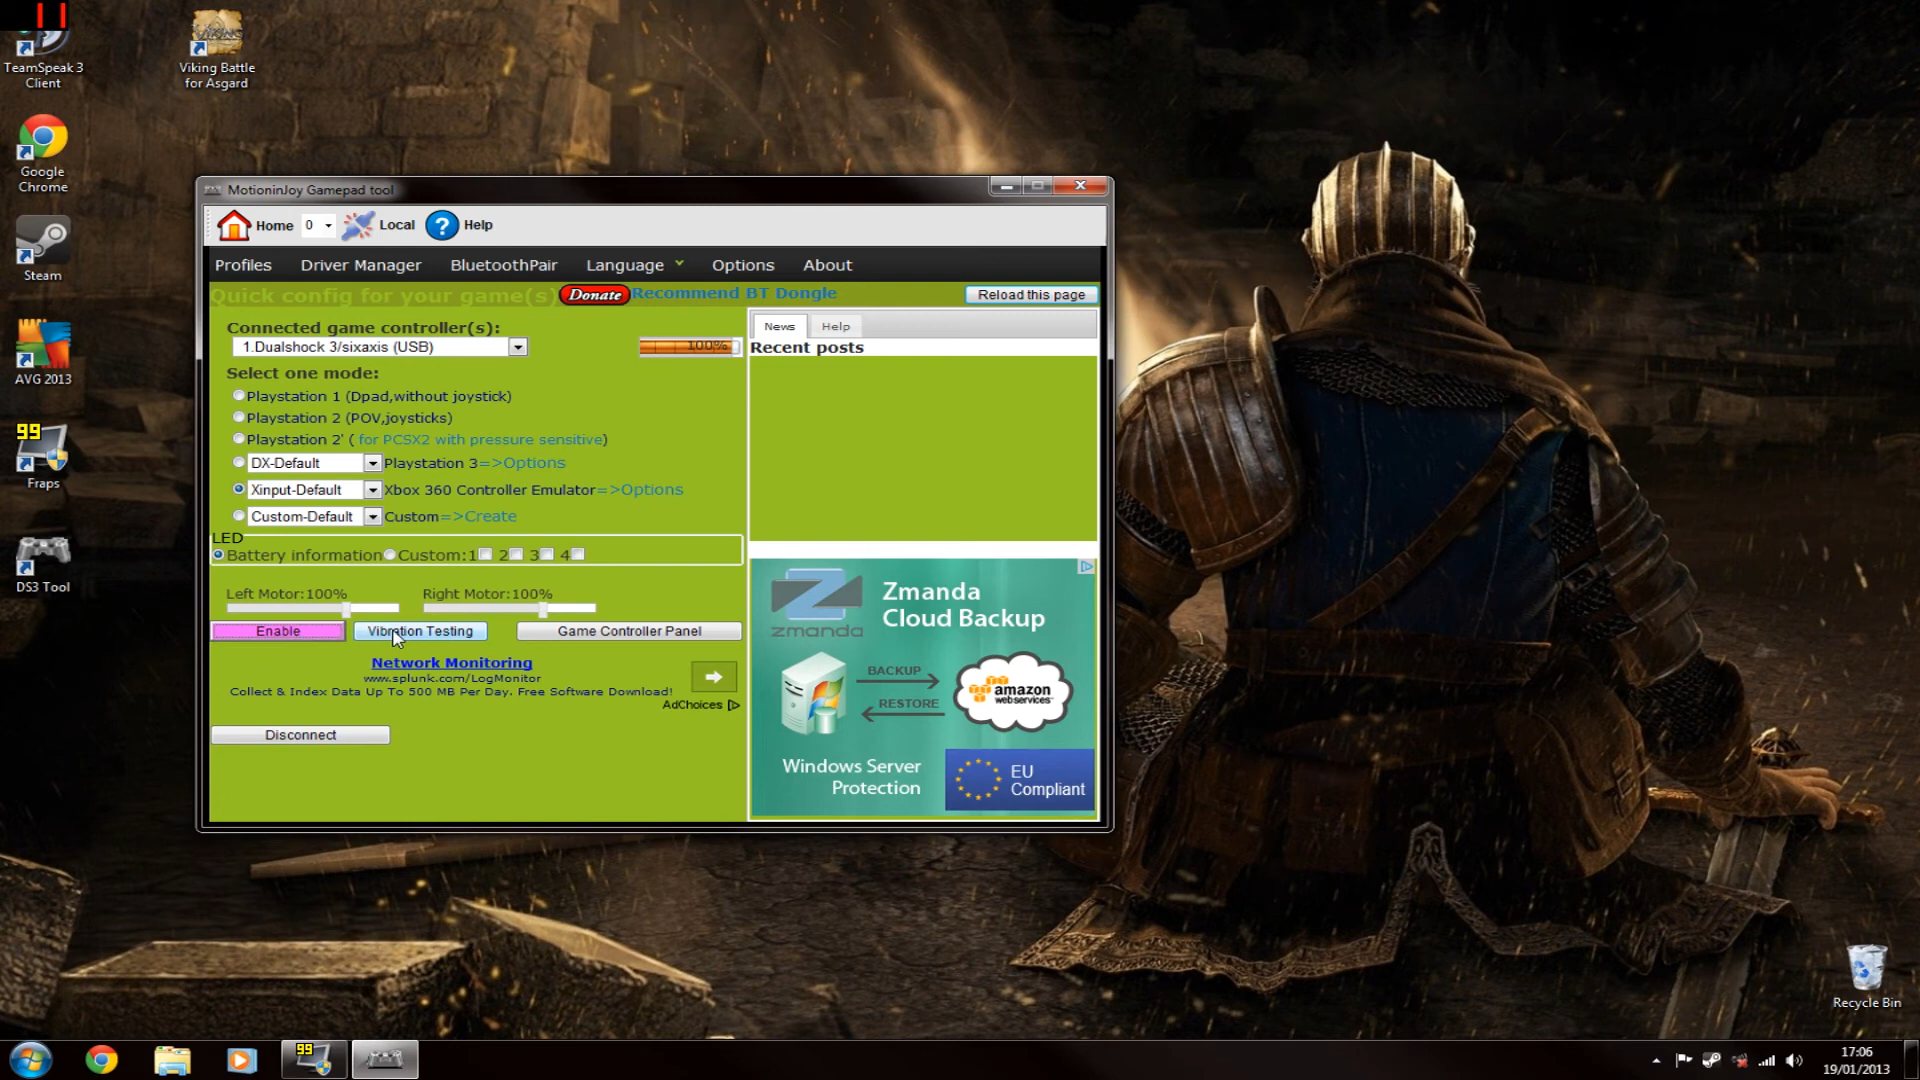 TeamSpeak 3
Client
Viking Battle
for Asgard
Google
Chrome
Steam
AVG 2013
99
Fraps
DS3 Tool
MotioninJoy Gamepad tool
Home 0 Local ? Help
Profiles Driver Manager BluetoothPair Language Options About
Quick config for your game(s) Donate Recommend BT Dongle Reload this page
Connected game controller(s):
1.Dualshock 3/sixaxis (USB)
100%
Select one mode:
Playstation 1 (Dpad,without joystick)
Playstation 2 (POV,joysticks)
Playstation 2' ( for PCSX2 with pressure sensitive)
DX-Default Playstation 3=>Options
Xinput-Default Xbox 360 Controller Emulator=>Options
Custom-Default Custom=>Create
LED
Battery information Custom:1 2 3 4
Left Motor:100% Right Motor:100%
Enable Vibration Testing Game Controller Panel
Network Monitoring
www.splunk.com/LogMonitor
Collect & Index Data Up To 500 MB Per Day. Free Software Download!
AdChoices
Disconnect
News Help
Recent posts
Zmanda
Cloud Backup
zmanda
BACKUP
RESTORE
amazon
webservices
Windows Server
Protection
EU
Compliant
Recycle Bin
99
17:06
19/01/2013